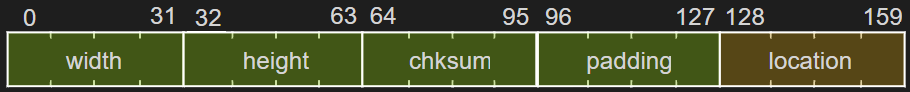 0 31 32 63 64 95 96 127 128 159
width height chksum padding location